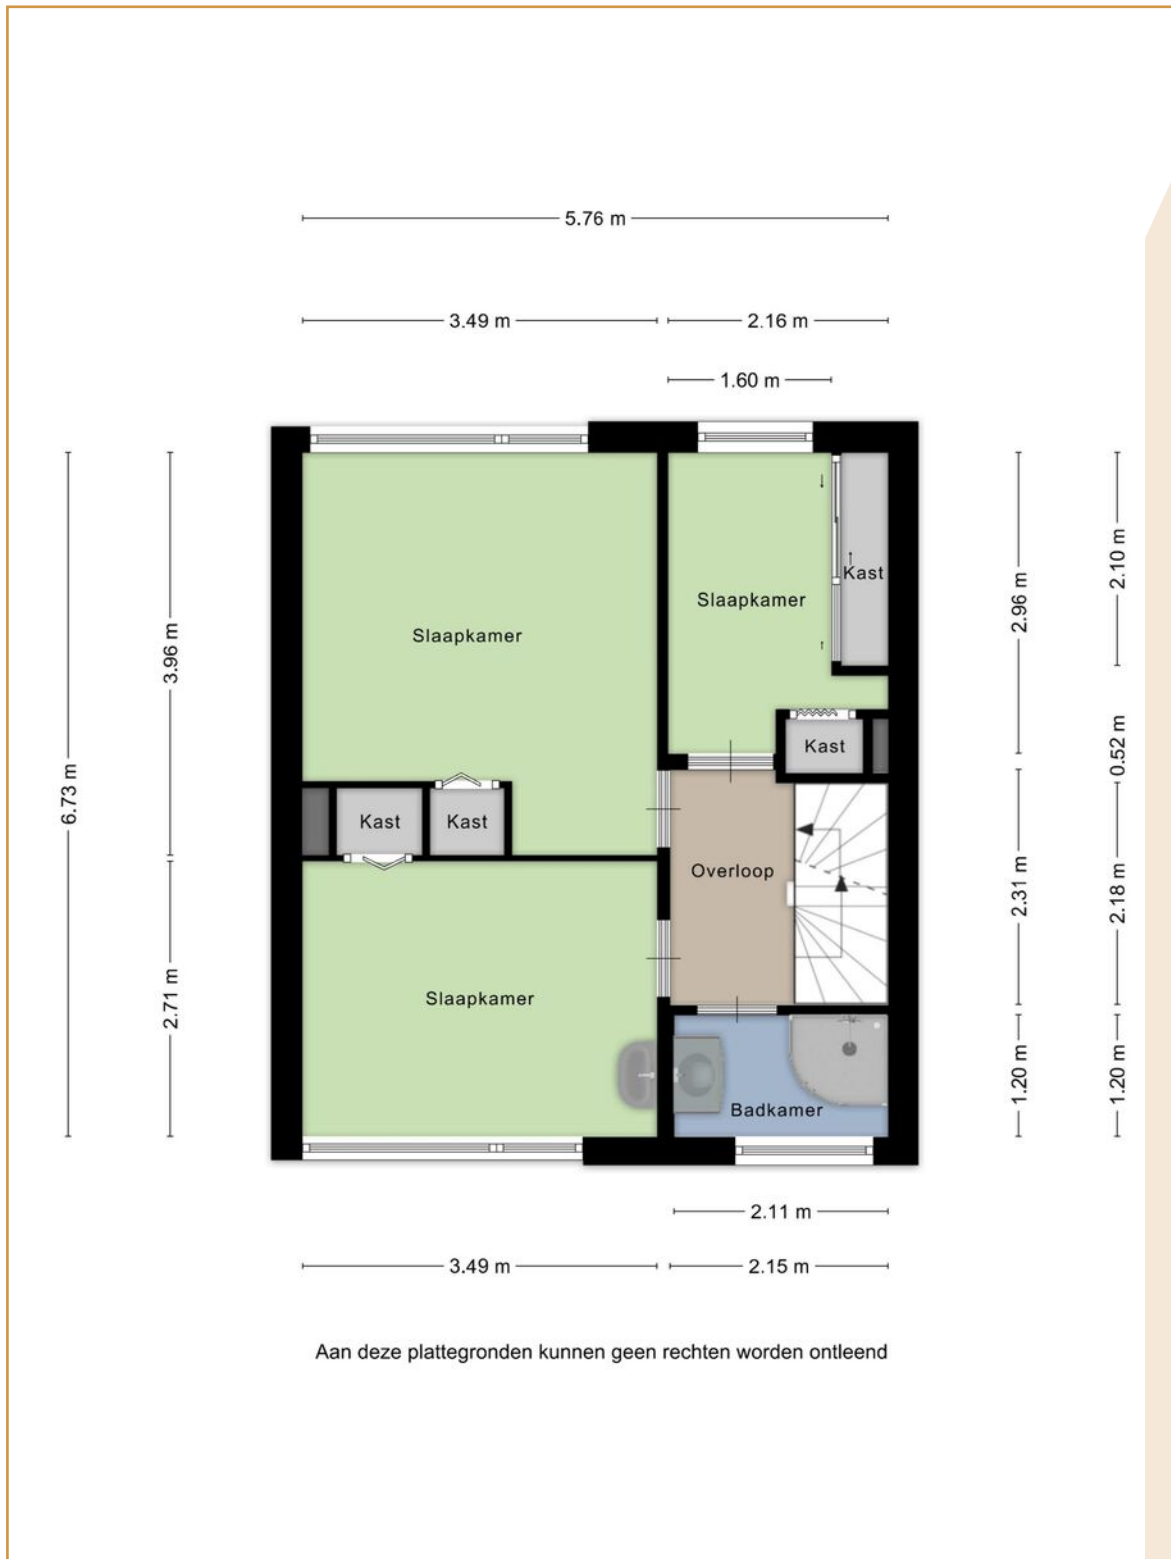 5.76 m
3.49 m
2.16 m
1.60 m
6.73 m
3.96 m
2.71 m
Slaapkamer
Slaapkamer
Kast
Kast
Kast
Kast
Overloop
Slaapkamer
Badkamer
2.96 m
2.31 m
1.20 m
2.10 m
0.52 m
2.18 m
1.20 m
2.11 m
3.49 m
2.15 m
Aan deze plattegronden kunnen geen rechten worden ontleend